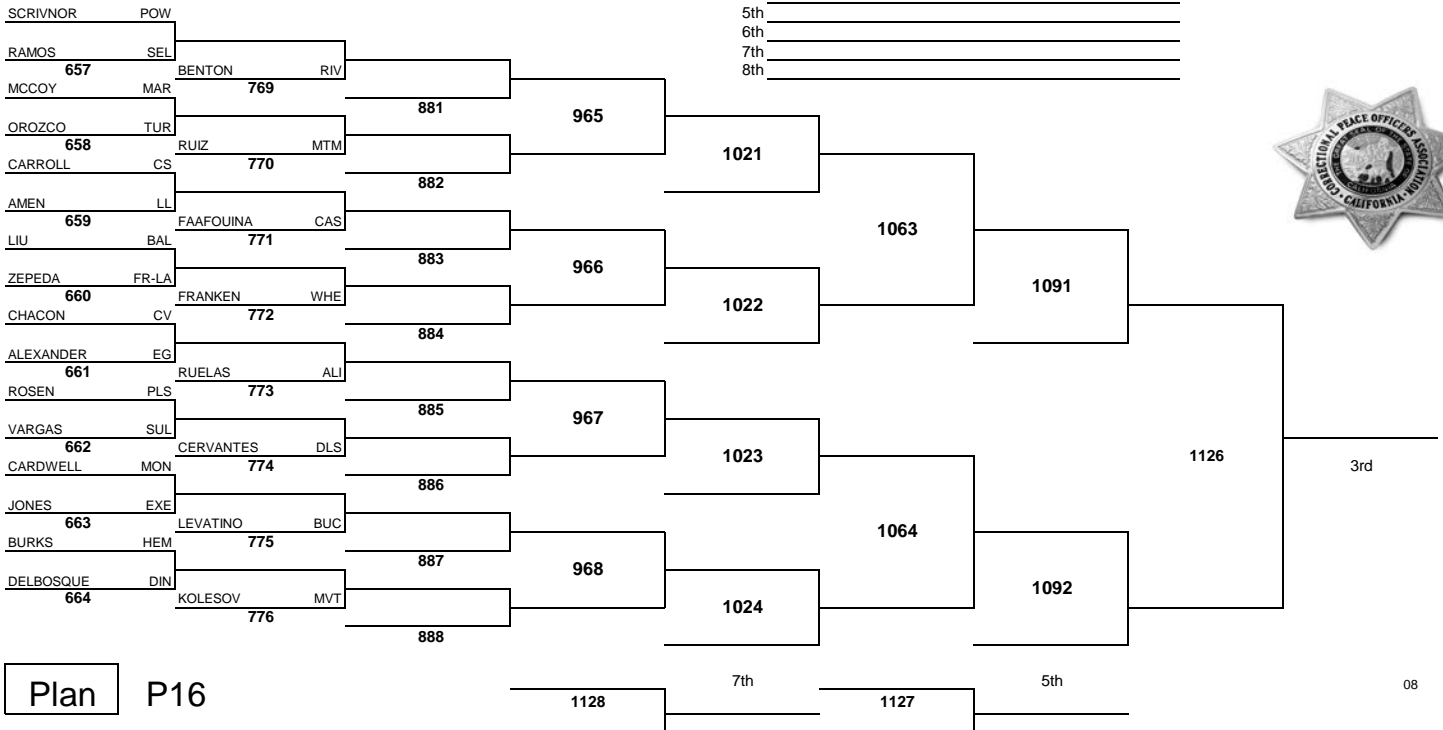 SCRIVNOR POW
5th
6th
RAMOS SEL
7th
657
BENTON RIV
8th
MCCOY MAR
769
881
965
OROZCO TUR
658
RUIZ MTM
1021
CARROLL CS
770
882
AMEN LL
659
FAAFOUINA CAS
1063
LIU BAL
771
883
966
ZEPEDA FR-LA
660
FRANKEN WHE
1091
CHACON CV
772
1022
884
ALEXANDER EG
661
RUELAS ALI
ROSEN PLS
773
885
967
VARGAS SUL
662
CERVANTES DLS
1023
1126
3rd
CARDWELL MON
774
886
JONES EXE
663
LEVATINO BUC
1064
BURKS HEM
775
887
968
DELBOSQUE DIN
664
KOLESOV MVT
1092
776
1024
888
7th
5th
Plan P16
1128
1127
08
CORRECTIONAL PEACE OFFICERS ASSOCIATION
CALIFORNIA